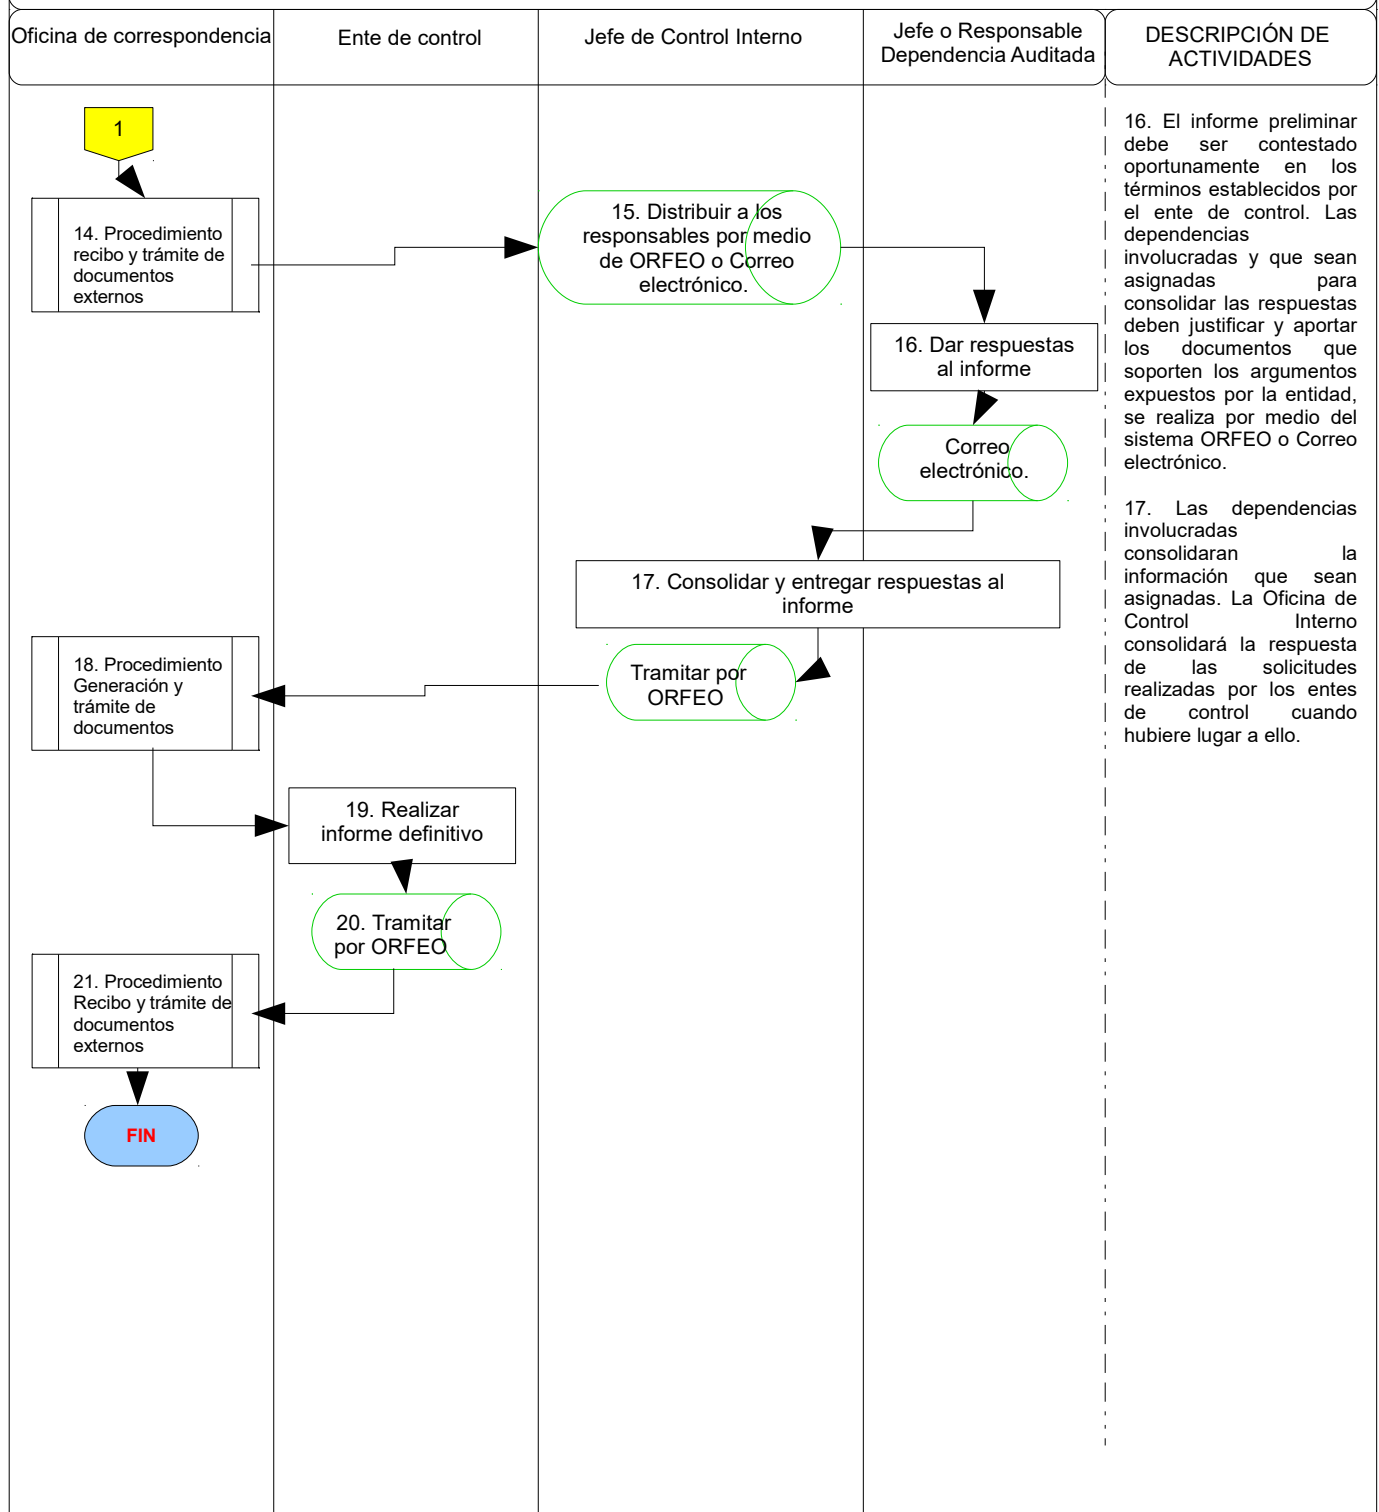 Oficina de correspondencia
Ente de control
Jefe de Control Interno
Jefe o Responsable
Dependencia Auditada
DESCRIPCIÓN DE
ACTIVIDADES
1
14. Procedimiento
recibo y trámite de
documentos
externos
15. Distribuir a los
responsables por medio
de ORFEO o Correo
electrónico.
16. Dar respuestas
al informe
Correo
electrónico.
17. Consolidar y entregar respuestas al
informe
Tramitar por
ORFEO
18. Procedimiento
Generación y
trámite de
documentos
19. Realizar
informe definitivo
20. Tramitar
por ORFEO
21. Procedimiento
Recibo y trámite de
documentos
externos
FIN
16. El informe preliminar
debe ser contestado
oportunamente en los
términos establecidos por
el ente de control. Las
dependencias
involucradas y que sean
asignadas para
consolidar las respuestas
deben justificar y aportar
los documentos que
soporten los argumentos
expuestos por la entidad,
se realiza por medio del
sistema ORFEO o Correo
electrónico.
17. Las dependencias
involucradas
consolidaran la
información que sean
asignadas. La Oficina de
Control Interno
consolidará la respuesta
de las solicitudes
realizadas por los entes
de control cuando
hubiere lugar a ello.